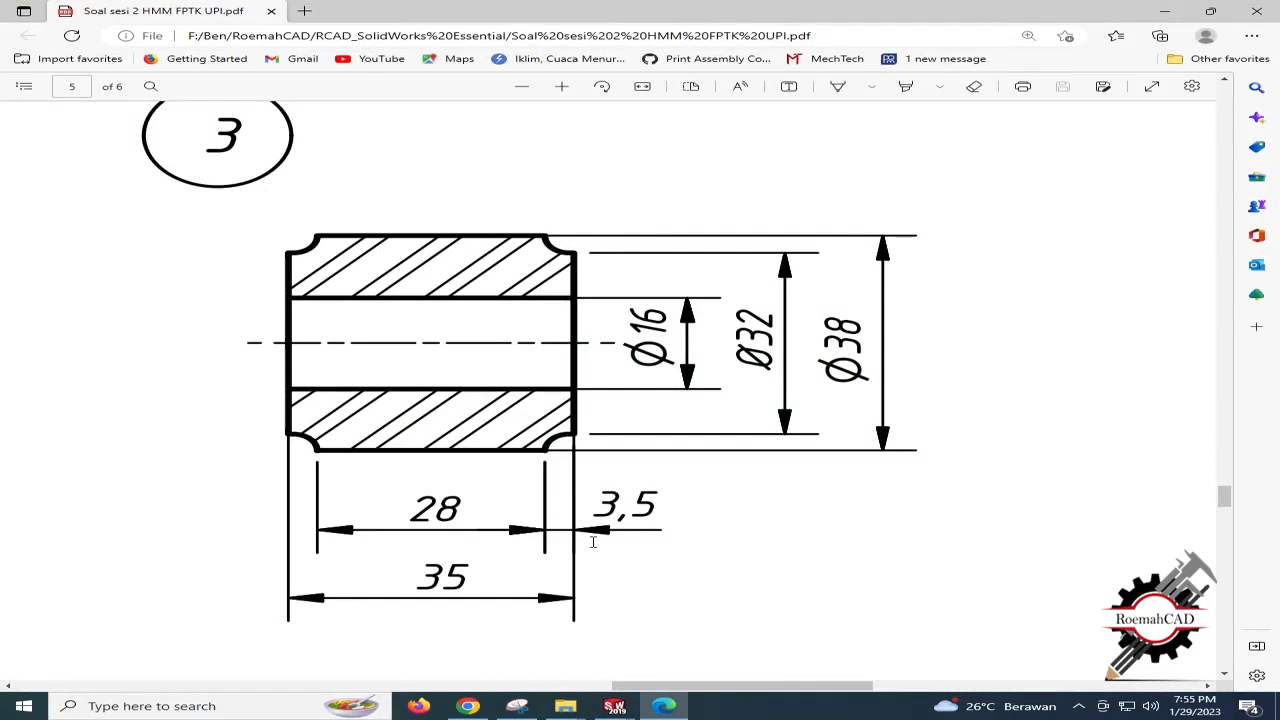 Soal sesi 2 HMM FPTK UPI.pdf
File
F:/Ben/RoemahCAD/RCAD_SolidWorks%20Essential/Soal%20sesi%202%20HMM%20FPTK%20UPI.pdf
Import favorites
Getting Started
Gmail
YouTube
Maps
Iklim, Cuaca Menur...
Print Assembly Co...
MechTech
1 new message
Other favorites
5
of 6
3
Ø16
Ø32
Ø38
28
3,5
35
RoemahCAD
Type here to search
SW
2019
26°C Berawan
7:55 PM
1/29/2023
4